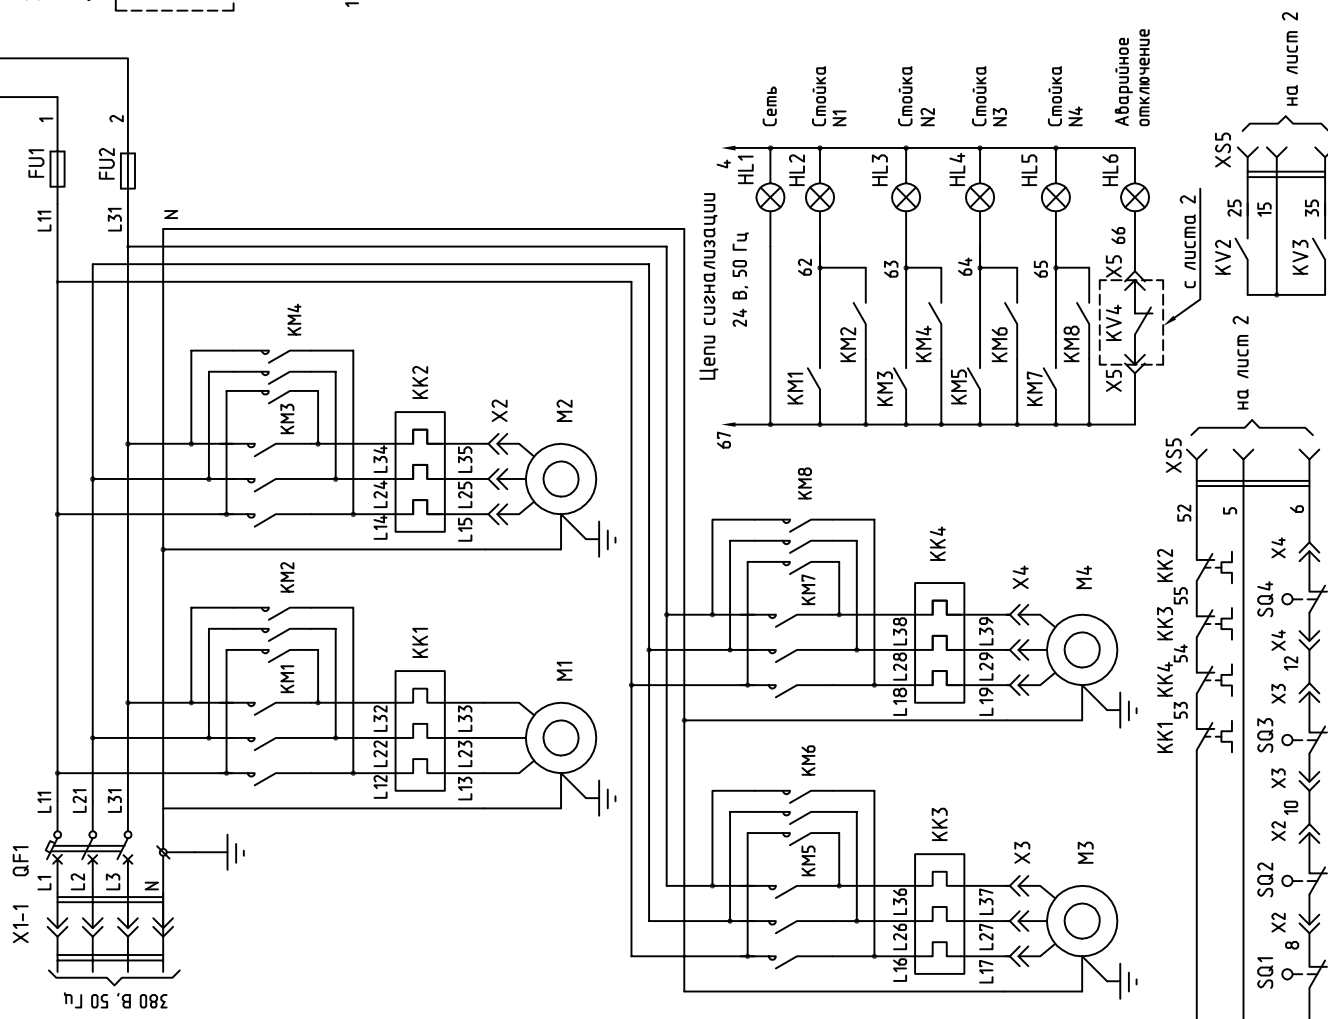 1
380 В, 50 Гц
X1-1
QF1
L1
L2
L3
N
L11
L21
L31
L11
L31
N
FU1
FU2
1
2
KM4
KM3
KK2
L14
L24
L34
L15
L25
L35
X2
M2
KM2
KM1
KK1
L12
L22
L32
L13
L23
L33
M1
KM8
KM7
KK4
L18
L28
L38
L19
L29
L39
X4
M4
KM6
KM5
KK3
L16
L26
L36
L17
L27
L37
X3
M3
Цепи сигнализации
24 В, 50 Гц
4
67
HL1
HL2
HL3
HL4
HL5
HL6
Сеть
Стойка
N1
Стойка
N2
Стойка
N3
Стойка
N4
Аварийное
отключение
62
63
64
65
66
KM1
KM2
KM3
KM4
KM5
KM6
KM7
KM8
X5
KV4
X5
с листа 2
XS5
на лист 2
25
15
35
KV2
KV3
на лист 2
XS5
52
5
6
KK2
55
KK3
54
KK4
53
KK1
X4
SQ4
X4
12
X3
SQ3
X3
10
X2
SQ2
X2
8
SQ1